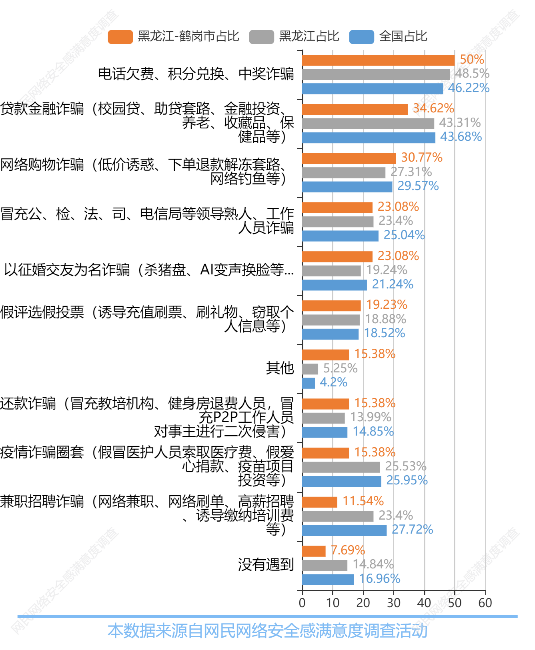 黑龙江-鹤岗市占比 黑龙江占比 全国占比
电话欠费、积分兑换、中奖诈骗
50%
48.5%
46.22%
贷款金融诈骗（校园贷、助贷套路、金融投资、
养老、收藏品、保
健品等）
34.62%
43.31%
43.68%
网络购物诈骗（低价诱惑、下单退款解冻套路、
网络钓鱼等）
30.77%
27.31%
29.57%
冒充公、检、法、司、电信局等领导熟人、工作
人员诈骗
23.08%
23.4%
25.04%
以征婚交友为名诈骗（杀猪盘、AI变声换脸等...
23.08%
19.24%
21.24%
假评选假投票（诱导充值刷票、刷礼物、窃取个
人信息等）
19.23%
18.88%
18.52%
其他
15.38%
5.25%
4.2%
还款诈骗（冒充教培机构、健身房退费人员，冒
充P2P工作人员
对事主进行二次侵害）
15.38%
13.99%
14.85%
疫情诈骗圈套（假冒医护人员索取医疗费、假爱
心捐款、疫苗项目
投资等）
15.38%
25.53%
25.95%
兼职招聘诈骗（网络兼职、网络刷单、高薪招聘
、诱导缴纳培训费
等）
11.54%
23.4%
27.72%
没有遇到
7.69%
14.84%
16.96%
0 10 20 30 40 50 60
本数据来源自网民网络安全感满意度调查活动